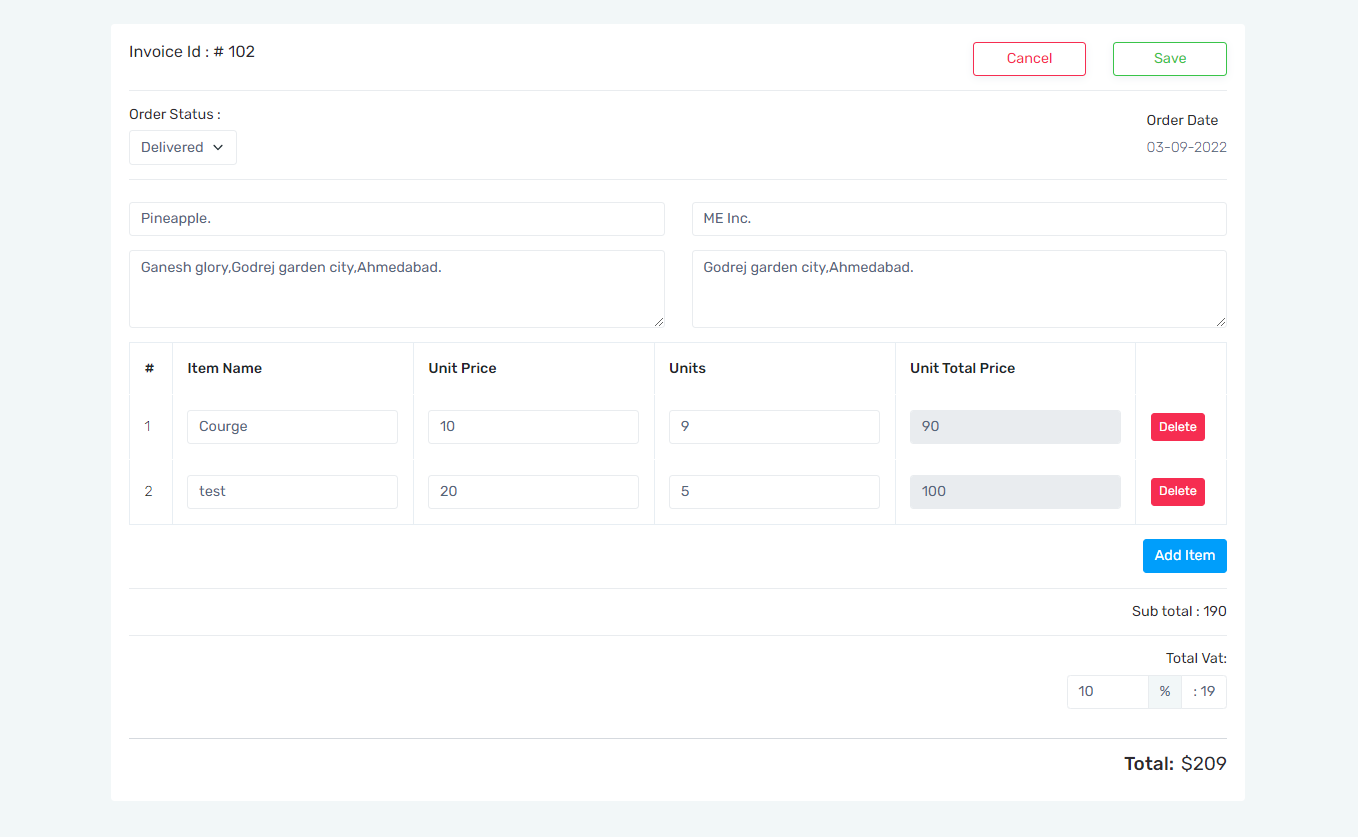 Invoice Id : # 102
Cancel
Save
Order Status :
Delivered
Order Date
03-09-2022
Pineapple.
ME Inc.
Ganesh glory,Godrej garden city,Ahmedabad.
Godrej garden city,Ahmedabad.
# Item Name Unit Price Units Unit Total Price
1 Courge 10 9 90 Delete
2 test 20 5 100 Delete
Add Item
Sub total : 190
Total Vat:
10 % : 19
Total: $209